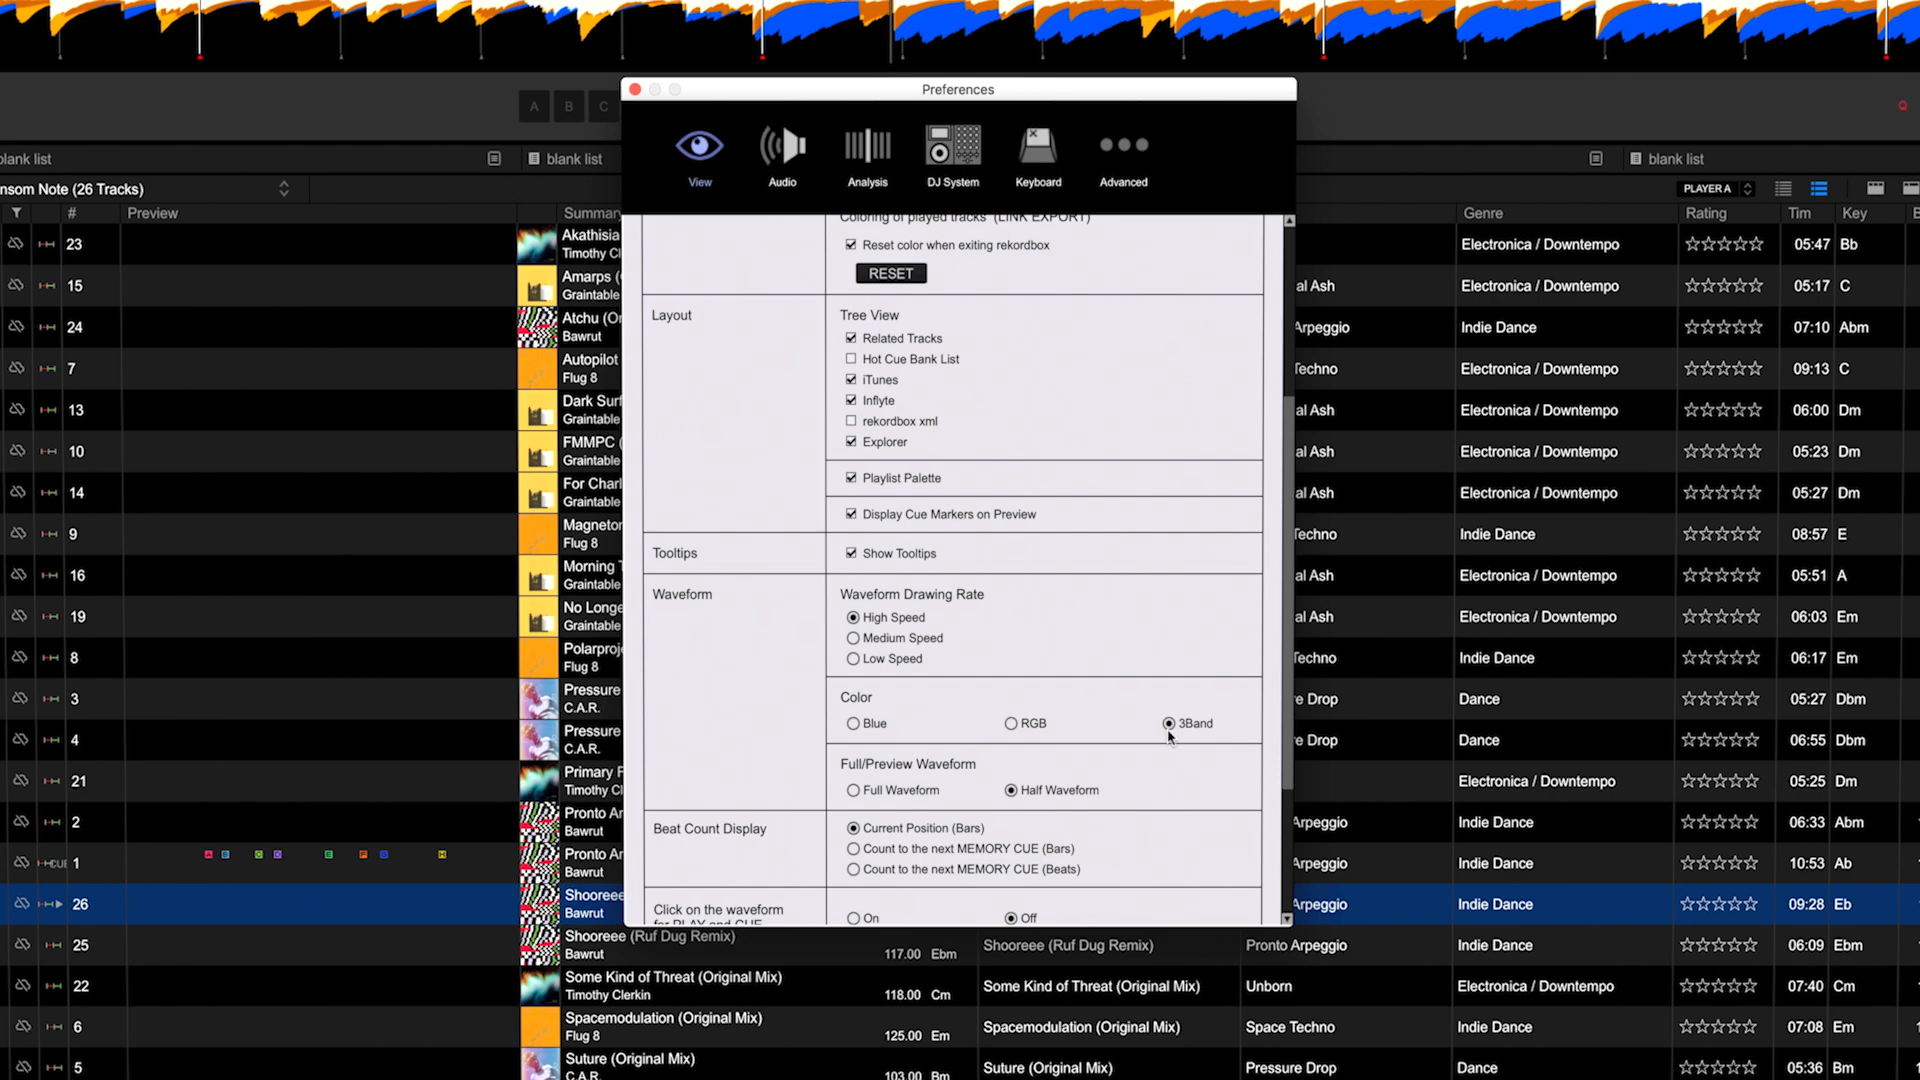 Preferences
A B C
View Audio Analysis DJ System Keyboard Advanced
blank list
blank list
blank list
nsom Note (26 Tracks)
PLAYER A
# Preview Summary
Genre Rating Tim Key
Coloring of played tracks (LINK EXPORT)
Reset color when exiting rekordbox
RESET
Layout
Tree View
Related Tracks
Hot Cue Bank List
iTunes
Inflyte
rekordbox xml
Explorer
Playlist Palette
Display Cue Markers on Preview
Tooltips
Show Tooltips
Waveform
Waveform Drawing Rate
High Speed
Medium Speed
Low Speed
Color
Blue RGB 3Band
Full/Preview Waveform
Full Waveform Half Waveform
Beat Count Display
Current Position (Bars)
Count to the next MEMORY CUE (Bars)
Count to the next MEMORY CUE (Beats)
Click on the waveform
for PLAY and CUE
On Off
23 Akathisia Electronica / Downtempo 05:47 Bb
Timothy Cl
15 Amarps ( al Ash Electronica / Downtempo 05:17 C
Graintable
24 Atchu (Or Arpeggio Indie Dance 07:10 Abm
Bawrut
7 Autopilot Techno Electronica / Downtempo 09:13 C
Flug 8
13 Dark Surf al Ash Electronica / Downtempo 06:00 Dm
Graintable
10 FMMPC ( al Ash Electronica / Downtempo 05:23 Dm
Graintable
14 For Charl al Ash Electronica / Downtempo 05:27 Dm
Graintable
9 Magneton Techno Indie Dance 08:57 E
Flug 8
16 Morning T al Ash Electronica / Downtempo 05:51 A
Graintable
19 No Longe al Ash Electronica / Downtempo 06:03 Em
Graintable
8 Polarproje Techno Indie Dance 06:17 Em
Flug 8
3 Pressure re Drop Dance 05:27 Dbm
C.A.R.
4 Pressure re Drop Dance 06:55 Dbm
C.A.R.
21 Primary F Electronica / Downtempo 05:25 Dm
Timothy Cl
2 Pronto Ar Arpeggio Indie Dance 06:33 Abm
Bawrut
CUE 1 A B C D E F G H Pronto Ar Arpeggio Indie Dance 10:53 Ab
Bawrut
26 Shooreee Arpeggio Indie Dance 09:28 Eb
Bawrut
25 Shooreee (Ruf Dug Remix) Shooreee (Ruf Dug Remix) Pronto Arpeggio Indie Dance 06:09 Ebm
Bawrut 117.00 Ebm
22 Some Kind of Threat (Original Mix) Some Kind of Threat (Original Mix) Unborn Electronica / Downtempo 07:40 Cm
Timothy Clerkin 118.00 Cm
6 Spacemodulation (Original Mix) Spacemodulation (Original Mix) Space Techno Indie Dance 07:08 Em
Flug 8 125.00 Em
5 Suture (Original Mix) Suture (Original Mix) Pressure Drop Dance 05:36 Bm
C.A.R. 103.00 Bm